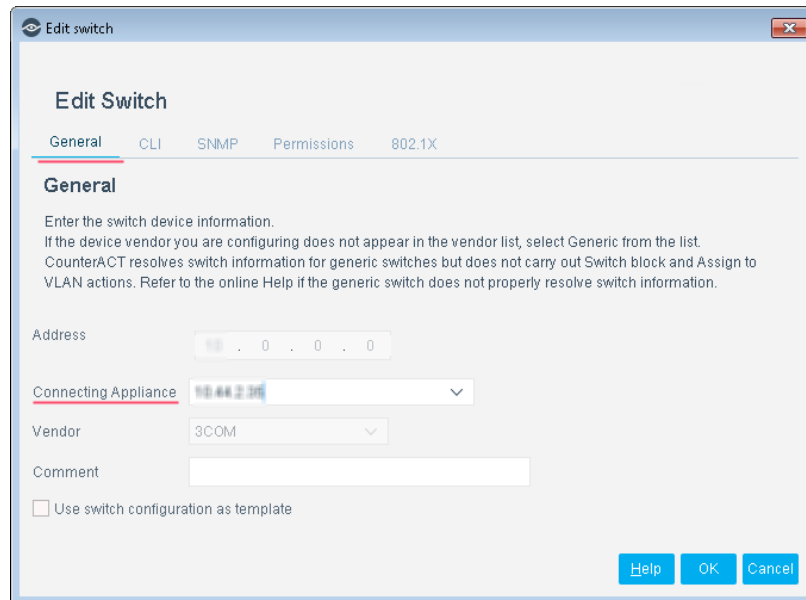 Edit switch
Edit Switch
General CLI SNMP Permissions 802.1X
General
Enter the switch device information.
If the device vendor you are configuring does not appear in the vendor list, select Generic from the list.
CounterACT resolves switch information for generic switches but does not carry out Switch block and Assign to
VLAN actions. Refer to the online Help if the generic switch does not properly resolve switch information.
Address . 0 . 0 . 0
Connecting Appliance
Vendor 3COM
Comment
Use switch configuration as template
Help OK Cancel